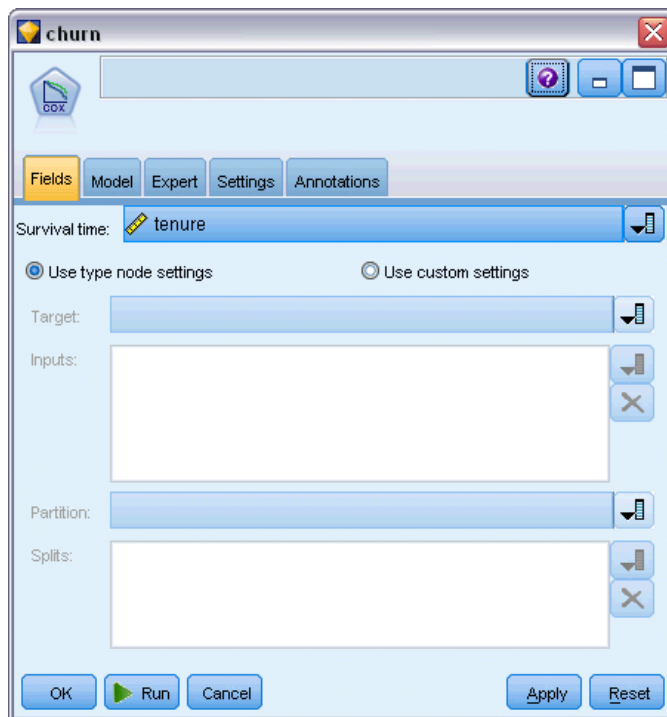 churn
COX
Fields Model Expert Settings Annotations
Survival time: tenure
Use type node settings Use custom settings
Target:
Inputs:
Partition:
Splits:
OK Run Cancel Apply Reset